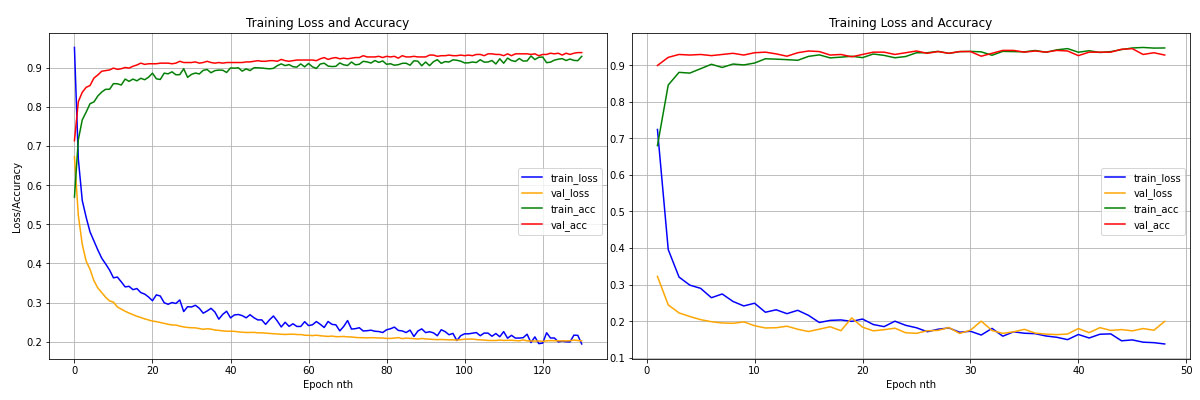 Training Loss and Accuracy
Loss/Accuracy
0.9
0.8
0.7
0.6
0.5
0.4
0.3
0.2
train_loss
val_loss
train_acc
val_acc
0 20 40 60 80 100 120
Epoch nth
Training Loss and Accuracy
0.9
0.8
0.7
0.6
0.5
0.4
0.3
0.2
0.1
train_loss
val_loss
train_acc
val_acc
0 10 20 30 40 50
Epoch nth